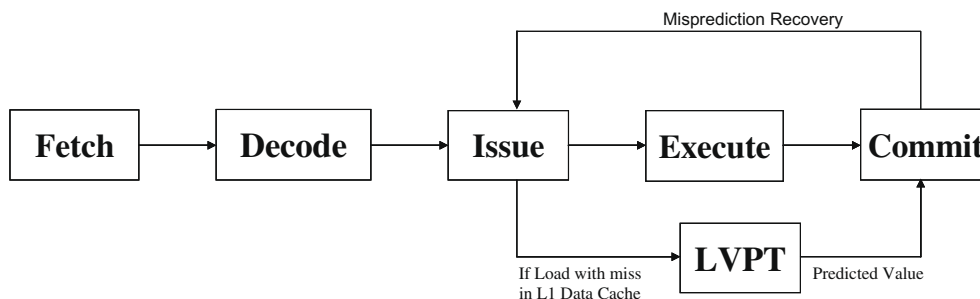 Misprediction Recovery
Fetch
Decode
Issue
Execute
Commit
LVPT
If Load with miss
in L1 Data Cache
Predicted Value